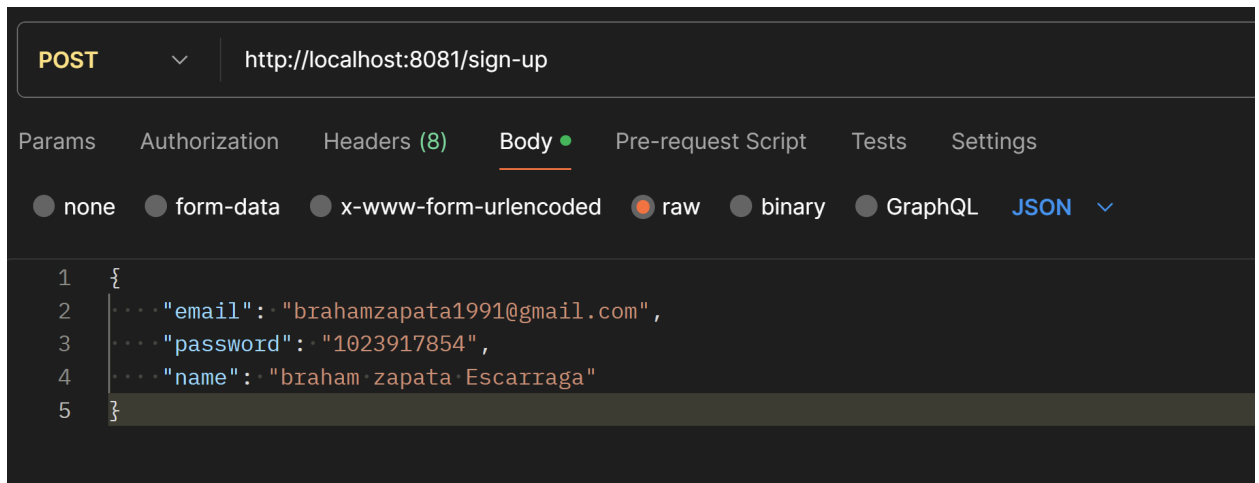 POST http://localhost:8081/sign-up
Params Authorization Headers (8) Body Pre-request Script Tests Settings
none form-data x-www-form-urlencoded raw binary GraphQL JSON
1 {
2 "email": "brahamzapata1991@gmail.com",
3 "password": "1023917854",
4 "name": "braham zapata Escarraga"
5 }